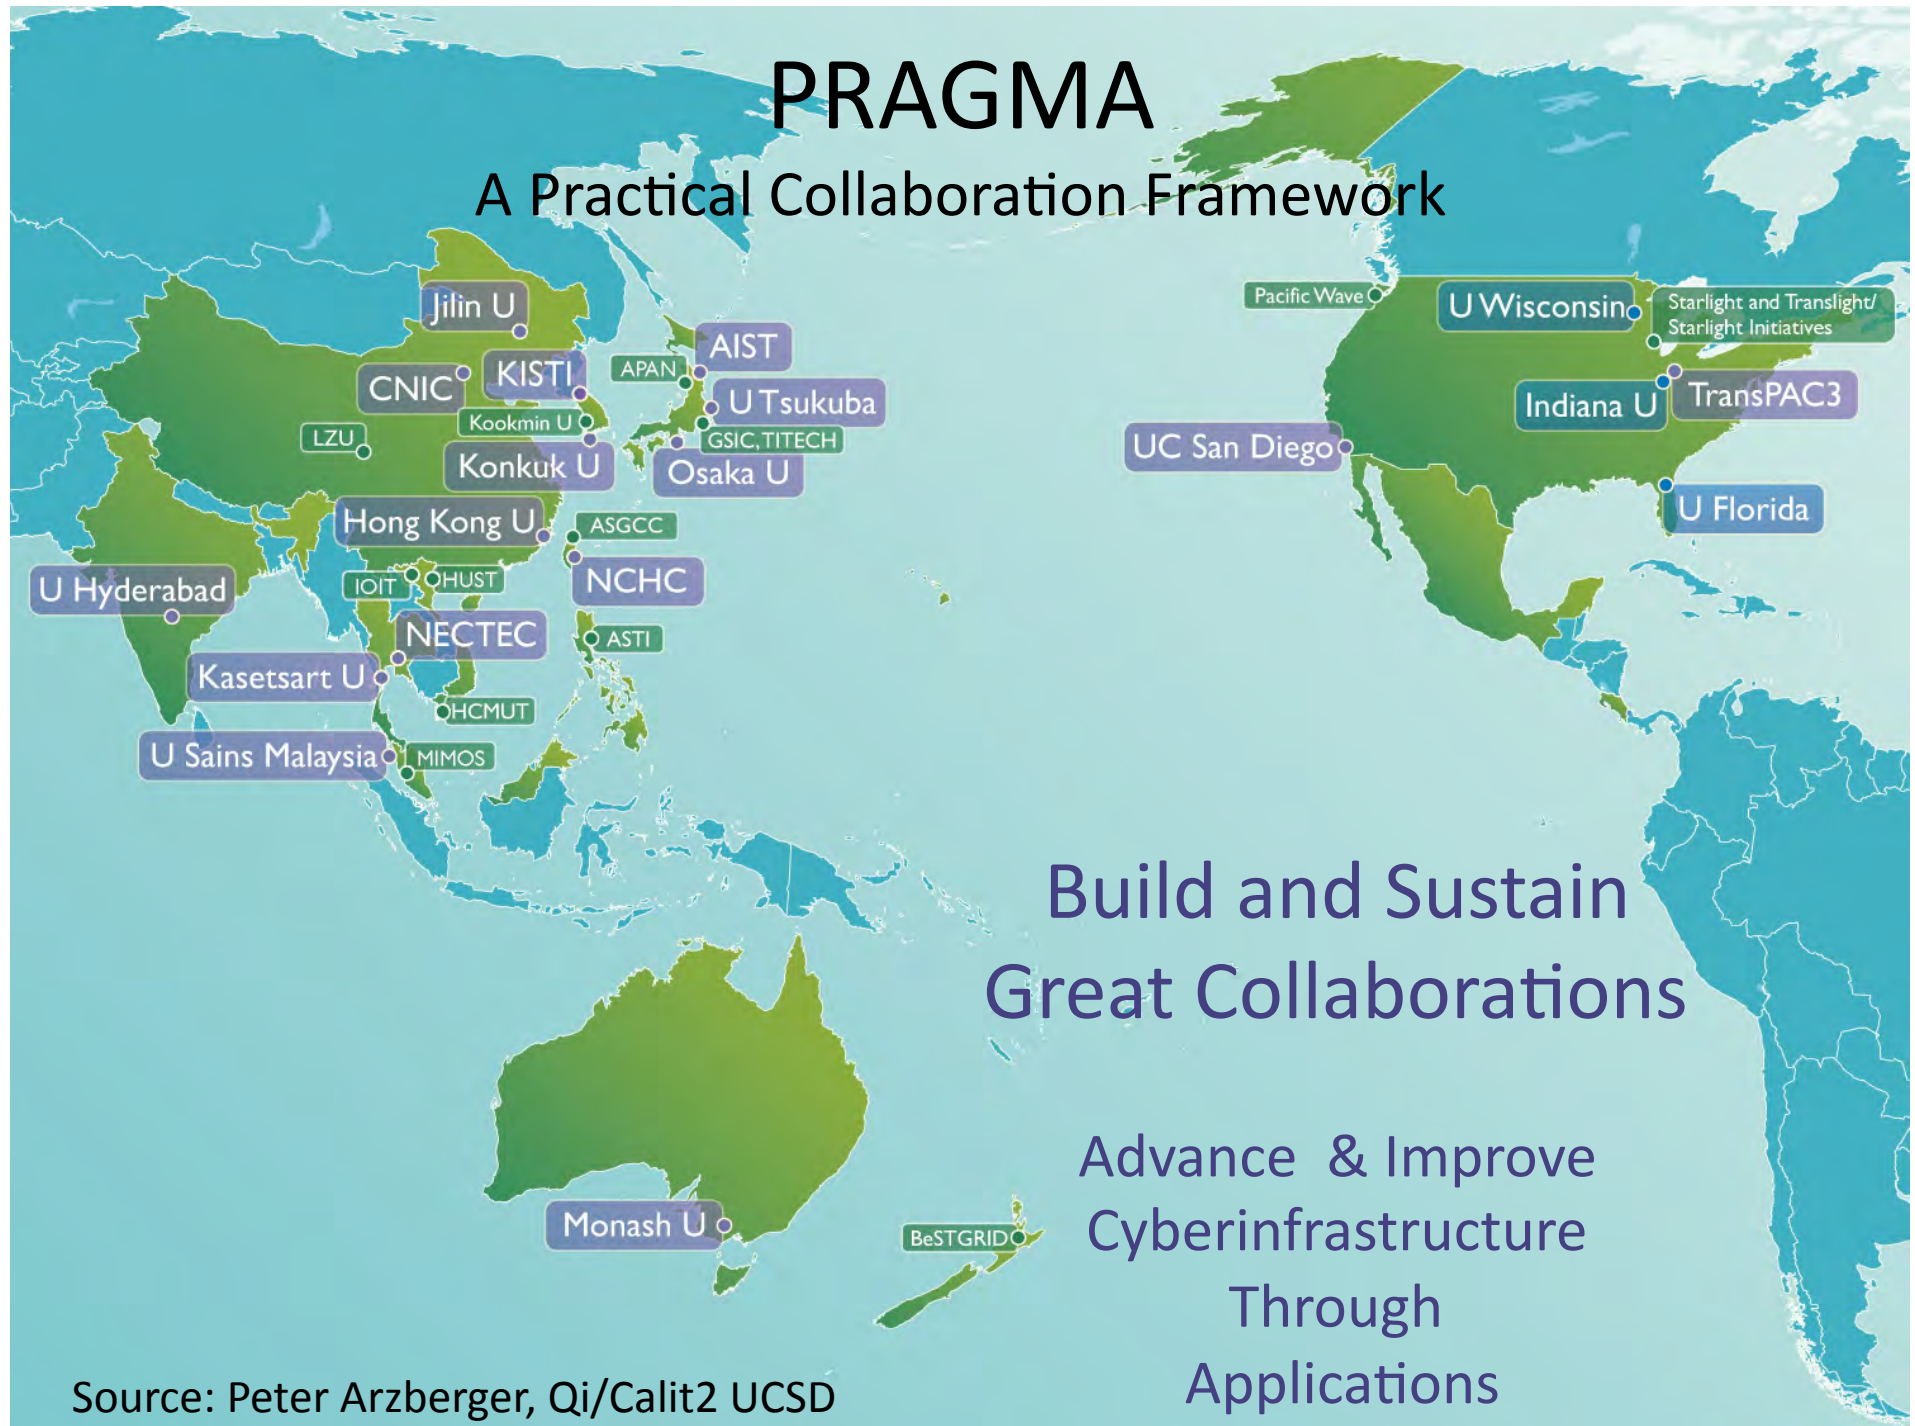 PRAGMA
A Practical Collaboration Framework
Jilin U
Pacific Wave
U Wisconsin
Starlight and Translight/
Starlight Initiatives
AIST
KISTI
APAN
CNIC
TransPAC3
U Tsukuba
Indiana U
Kookmin U
LZU
GSIC, TITECH
UC San Diego
Konkuk U
Osaka U
U Florida
Hong Kong U
ASGCC
U Hyderabad
IOIT
HUST
NCHC
NECTEC
ASTI
Kasetsart U
HCMUT
U Sains Malaysia
MIMOS
Build and Sustain
Great Collaborations
Advance & Improve
Cyberinfrastructure
Through
Applications
Monash U
BeSTGRID
Source: Peter Arzberger, Qi/Calit2 UCSD